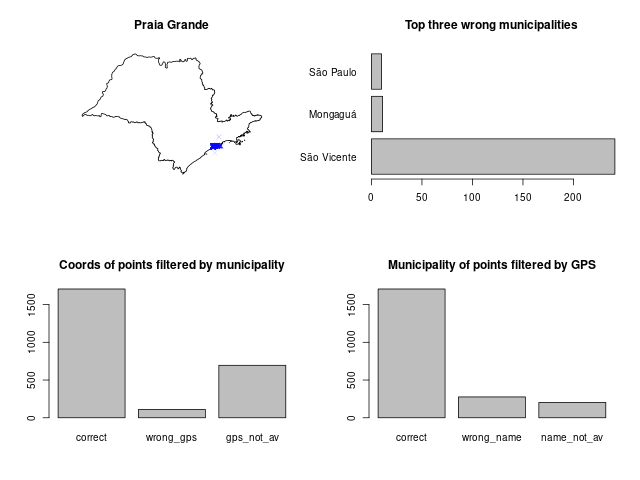 Praia Grande
Top three wrong municipalities
São Paulo
Mongaguá
São Vicente
0 50 100 150 200
Coords of points filtered by municipality
1500
1000
500
0
correct wrong_gps gps_not_av
Municipality of points filtered by GPS
1500
1000
500
0
correct wrong_name name_not_av